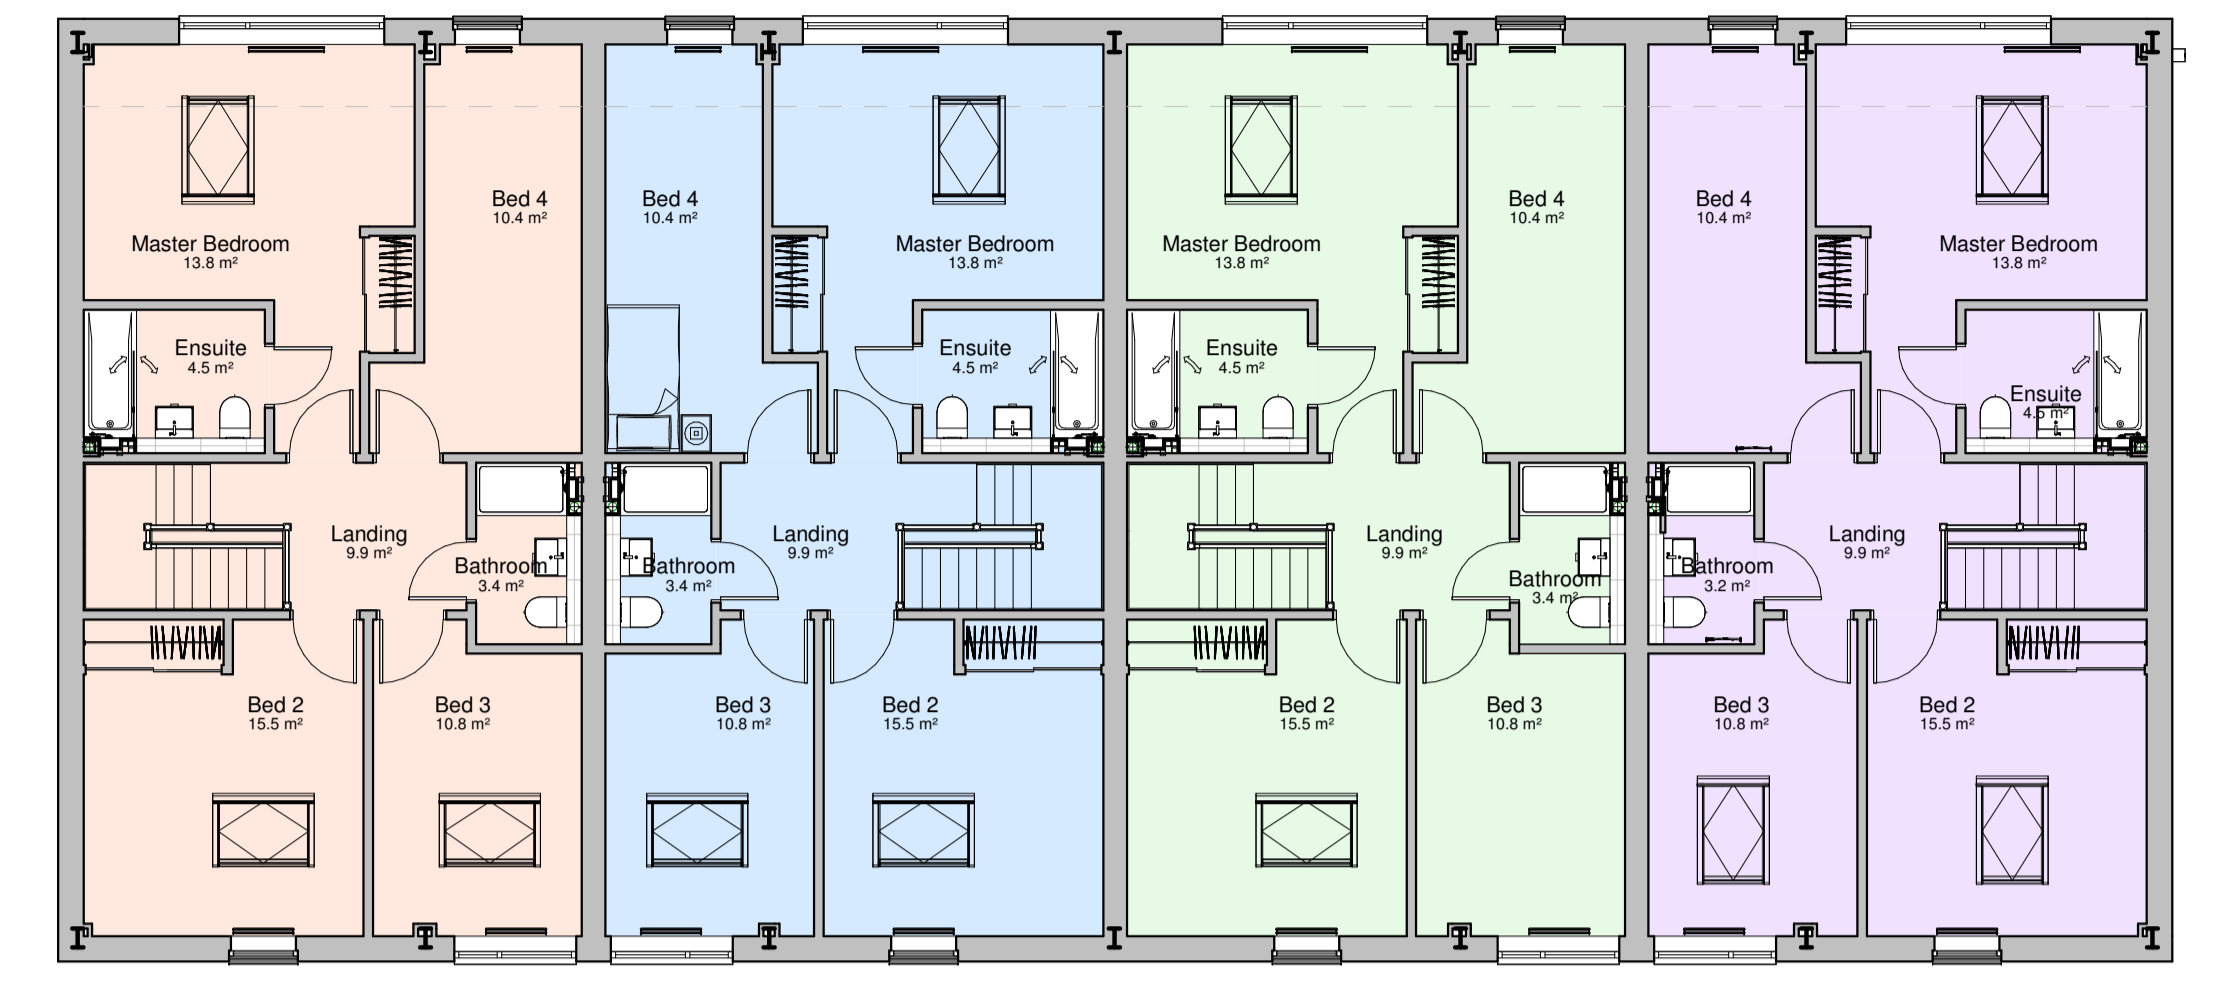 Bed 4
10.4 m²
Bed 4
10.4 m²
Bed 4
10.4 m²
Bed 4
10.4 m²
Master Bedroom
13.8 m²
Master Bedroom
13.8 m²
Master Bedroom
13.8 m²
Master Bedroom
13.8 m²
Ensuite
4.5 m²
Ensuite
4.5 m²
Ensuite
4.5 m²
Ensuite
4.5 m²
Landing
9.9 m²
Landing
9.9 m²
Landing
9.9 m²
Landing
9.9 m²
Bathroom
3.4 m²
Bathroom
3.4 m²
Bathroom
3.4 m²
Bathroom
3.2 m²
Bed 2
15.5 m²
Bed 3
10.8 m²
Bed 3
10.8 m²
Bed 2
15.5 m²
Bed 2
15.5 m²
Bed 3
10.8 m²
Bed 3
10.8 m²
Bed 2
15.5 m²